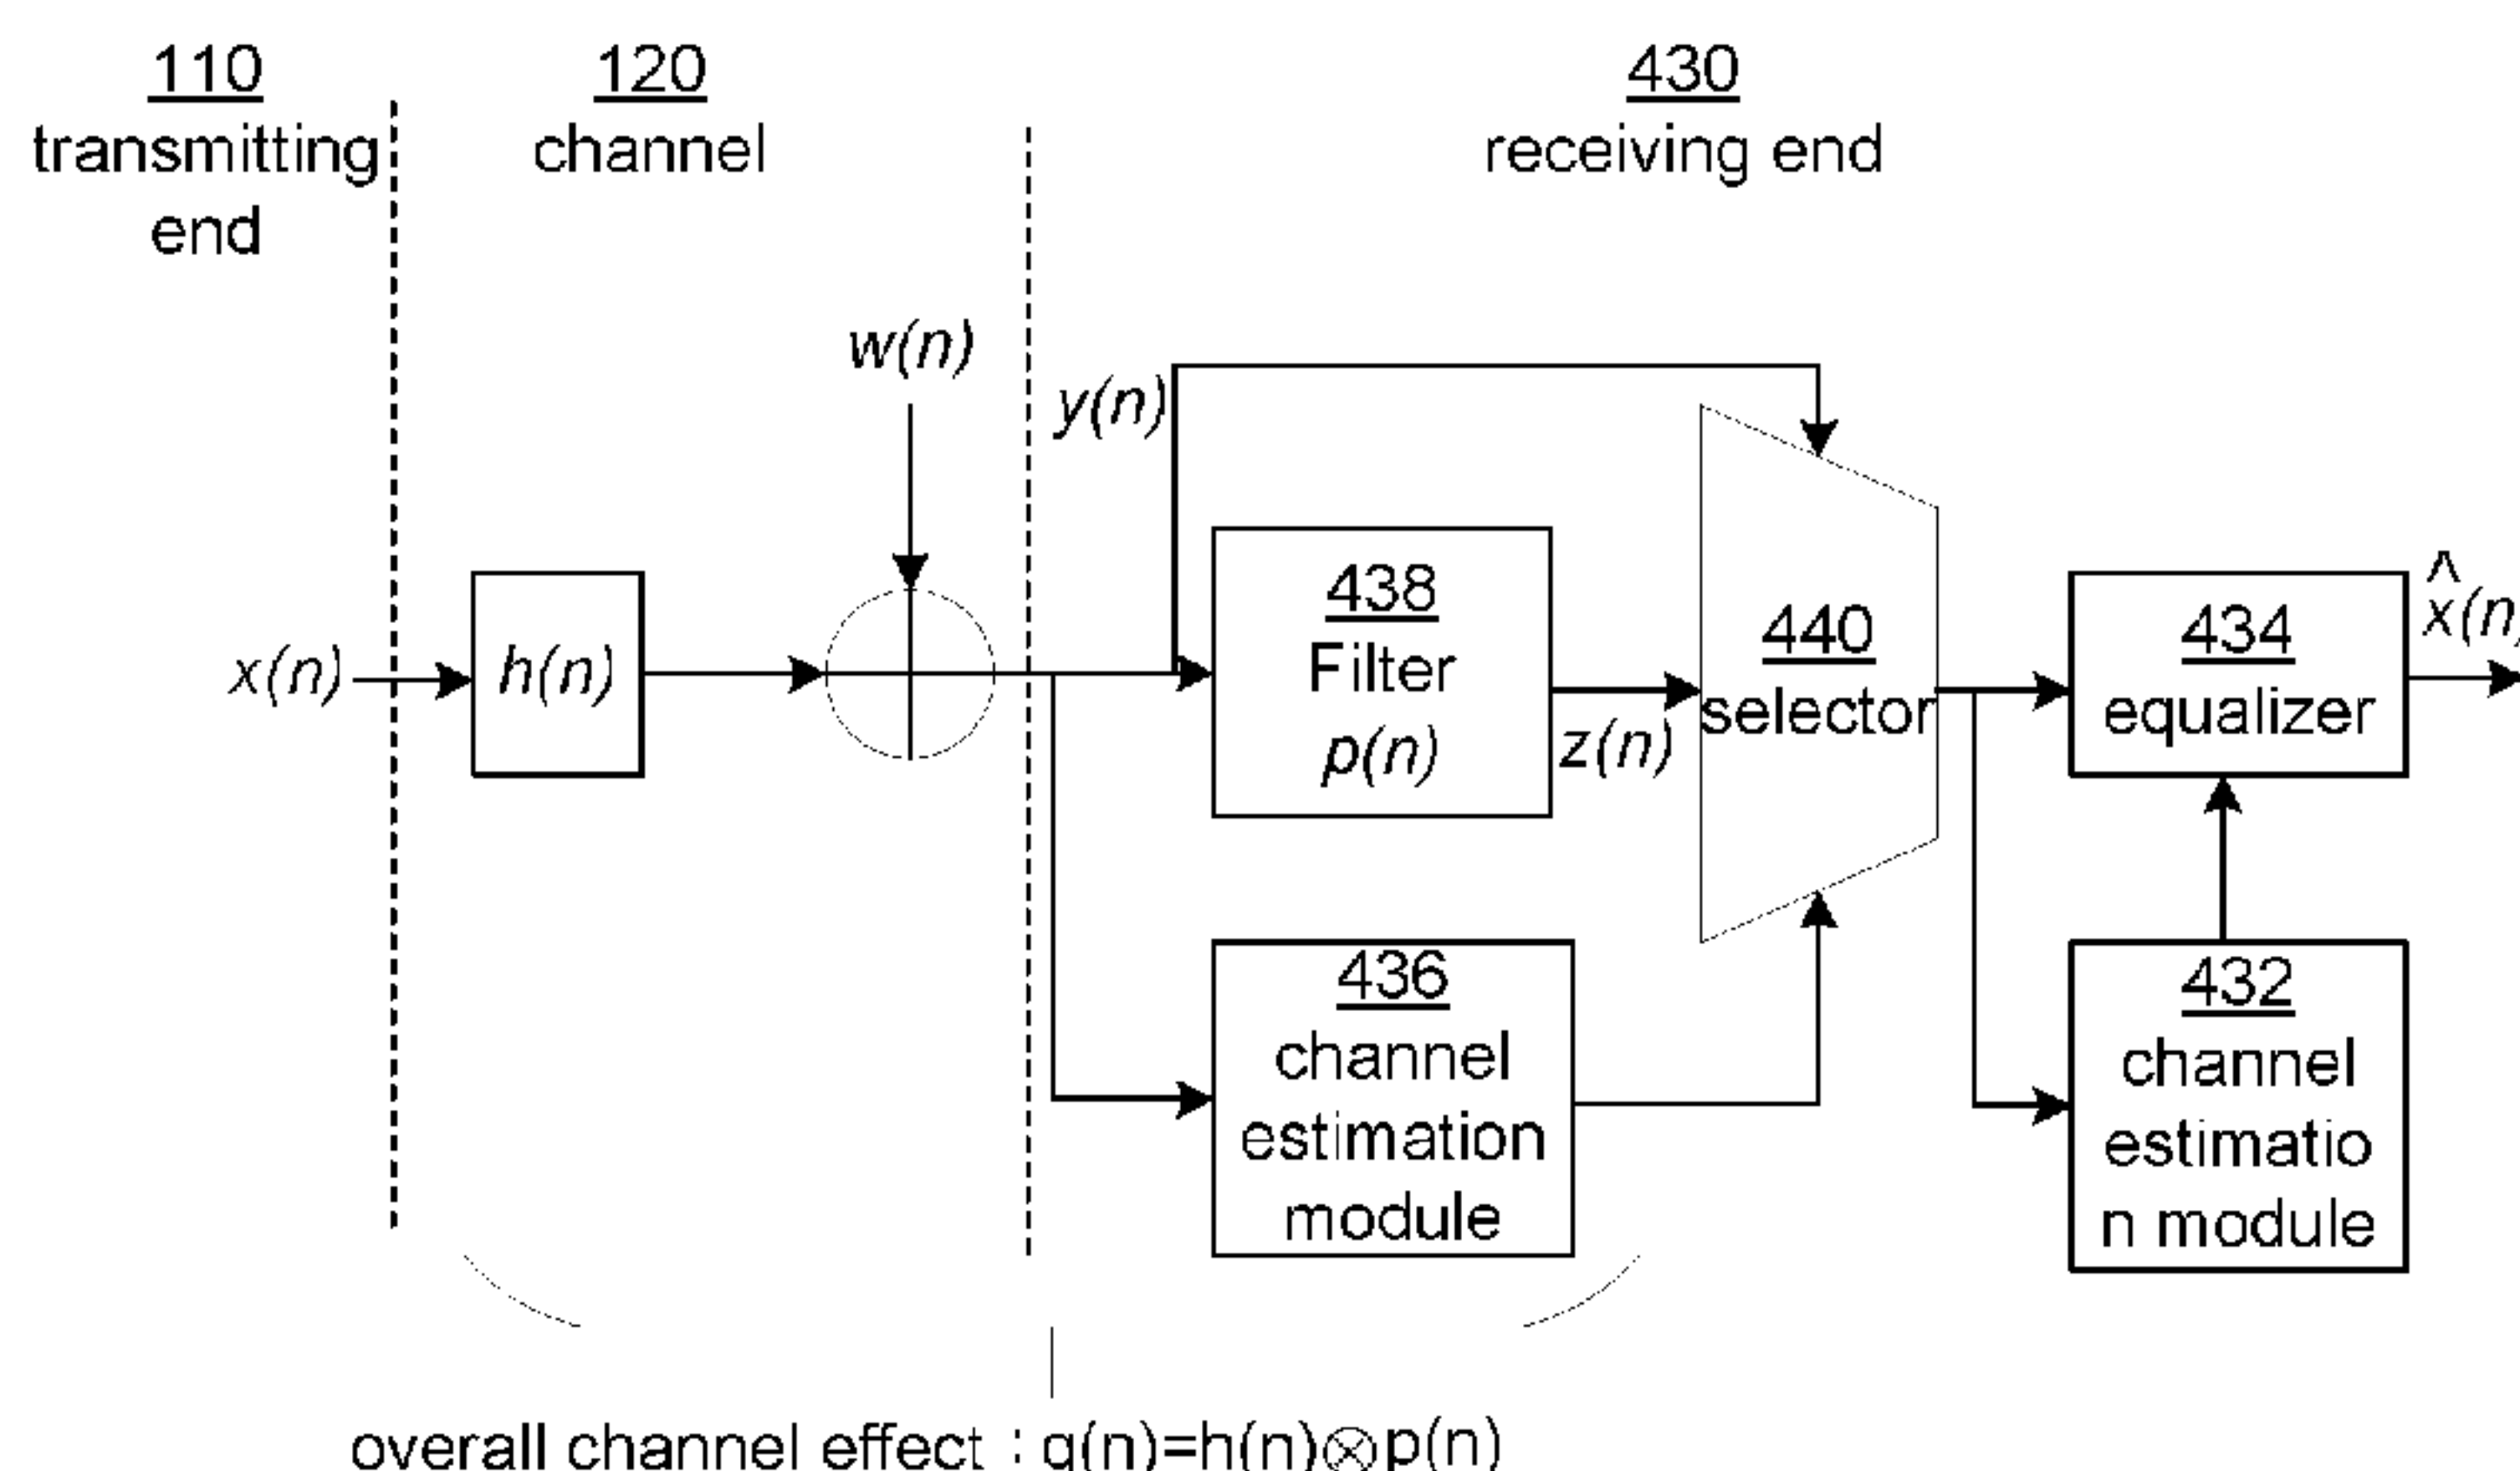 110
transmitting
end
120
channel
430
receiving end
w(n)
y(n)
x(n)
h(n)
438
Filter
p(n)
z(n)
440
selector
434
equalizer
x̂(n)
436
channel
estimation
module
432
channel
estimatio
n module
overall channel effect : q(n)=h(n)⊗p(n)